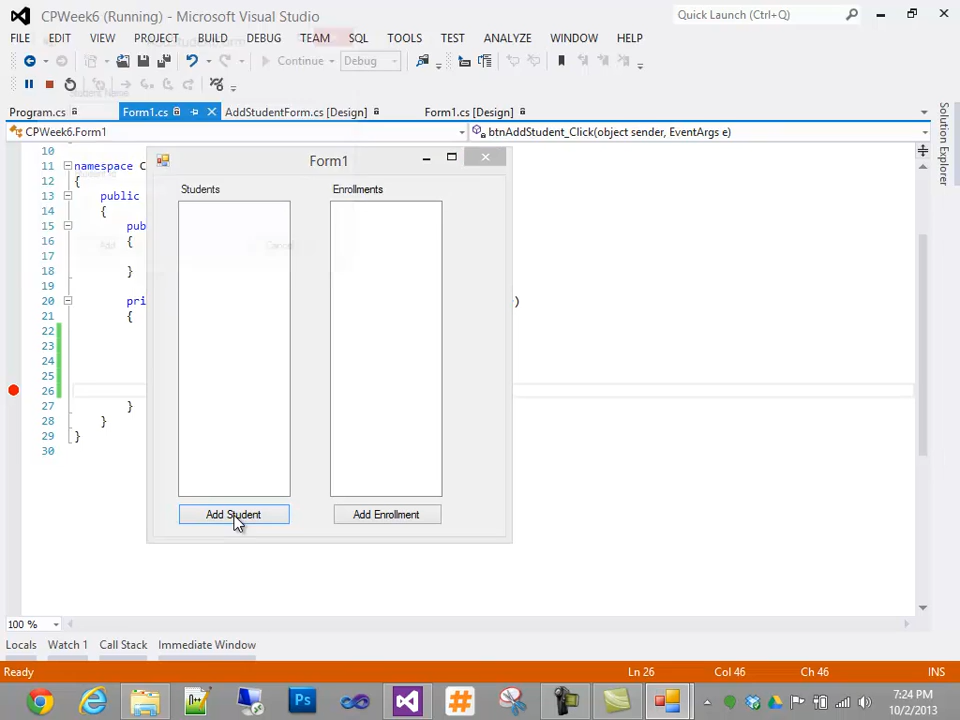 CPWeek6 (Running) - Microsoft Visual Studio
Quick Launch (Ctrl+Q)
FILE EDIT VIEW PROJECT BUILD DEBUG TEAM SQL TOOLS TEST ANALYZE WINDOW HELP
Continue Debug
Program.cs Form1.cs AddStudentForm.cs [Design] Form1.cs [Design]
CPWeek6.Form1 btnAddStudent_Click(object sender, EventArgs e)
Solution Explorer
10
11 namespace C
12 {
13 public
14 {
15 pub
16 {
17
18 }
19
20 pri )
21 {
22
23
24
25
26
27 }
28 }
29 }
30
Form1
Students Enrollments
Student Name
Add Cancel
Add Student Add Enrollment
100 %
Locals Watch 1 Call Stack Immediate Window
Ready Ln 26 Col 46 Ch 46 INS
Ps
7:24 PM
10/2/2013